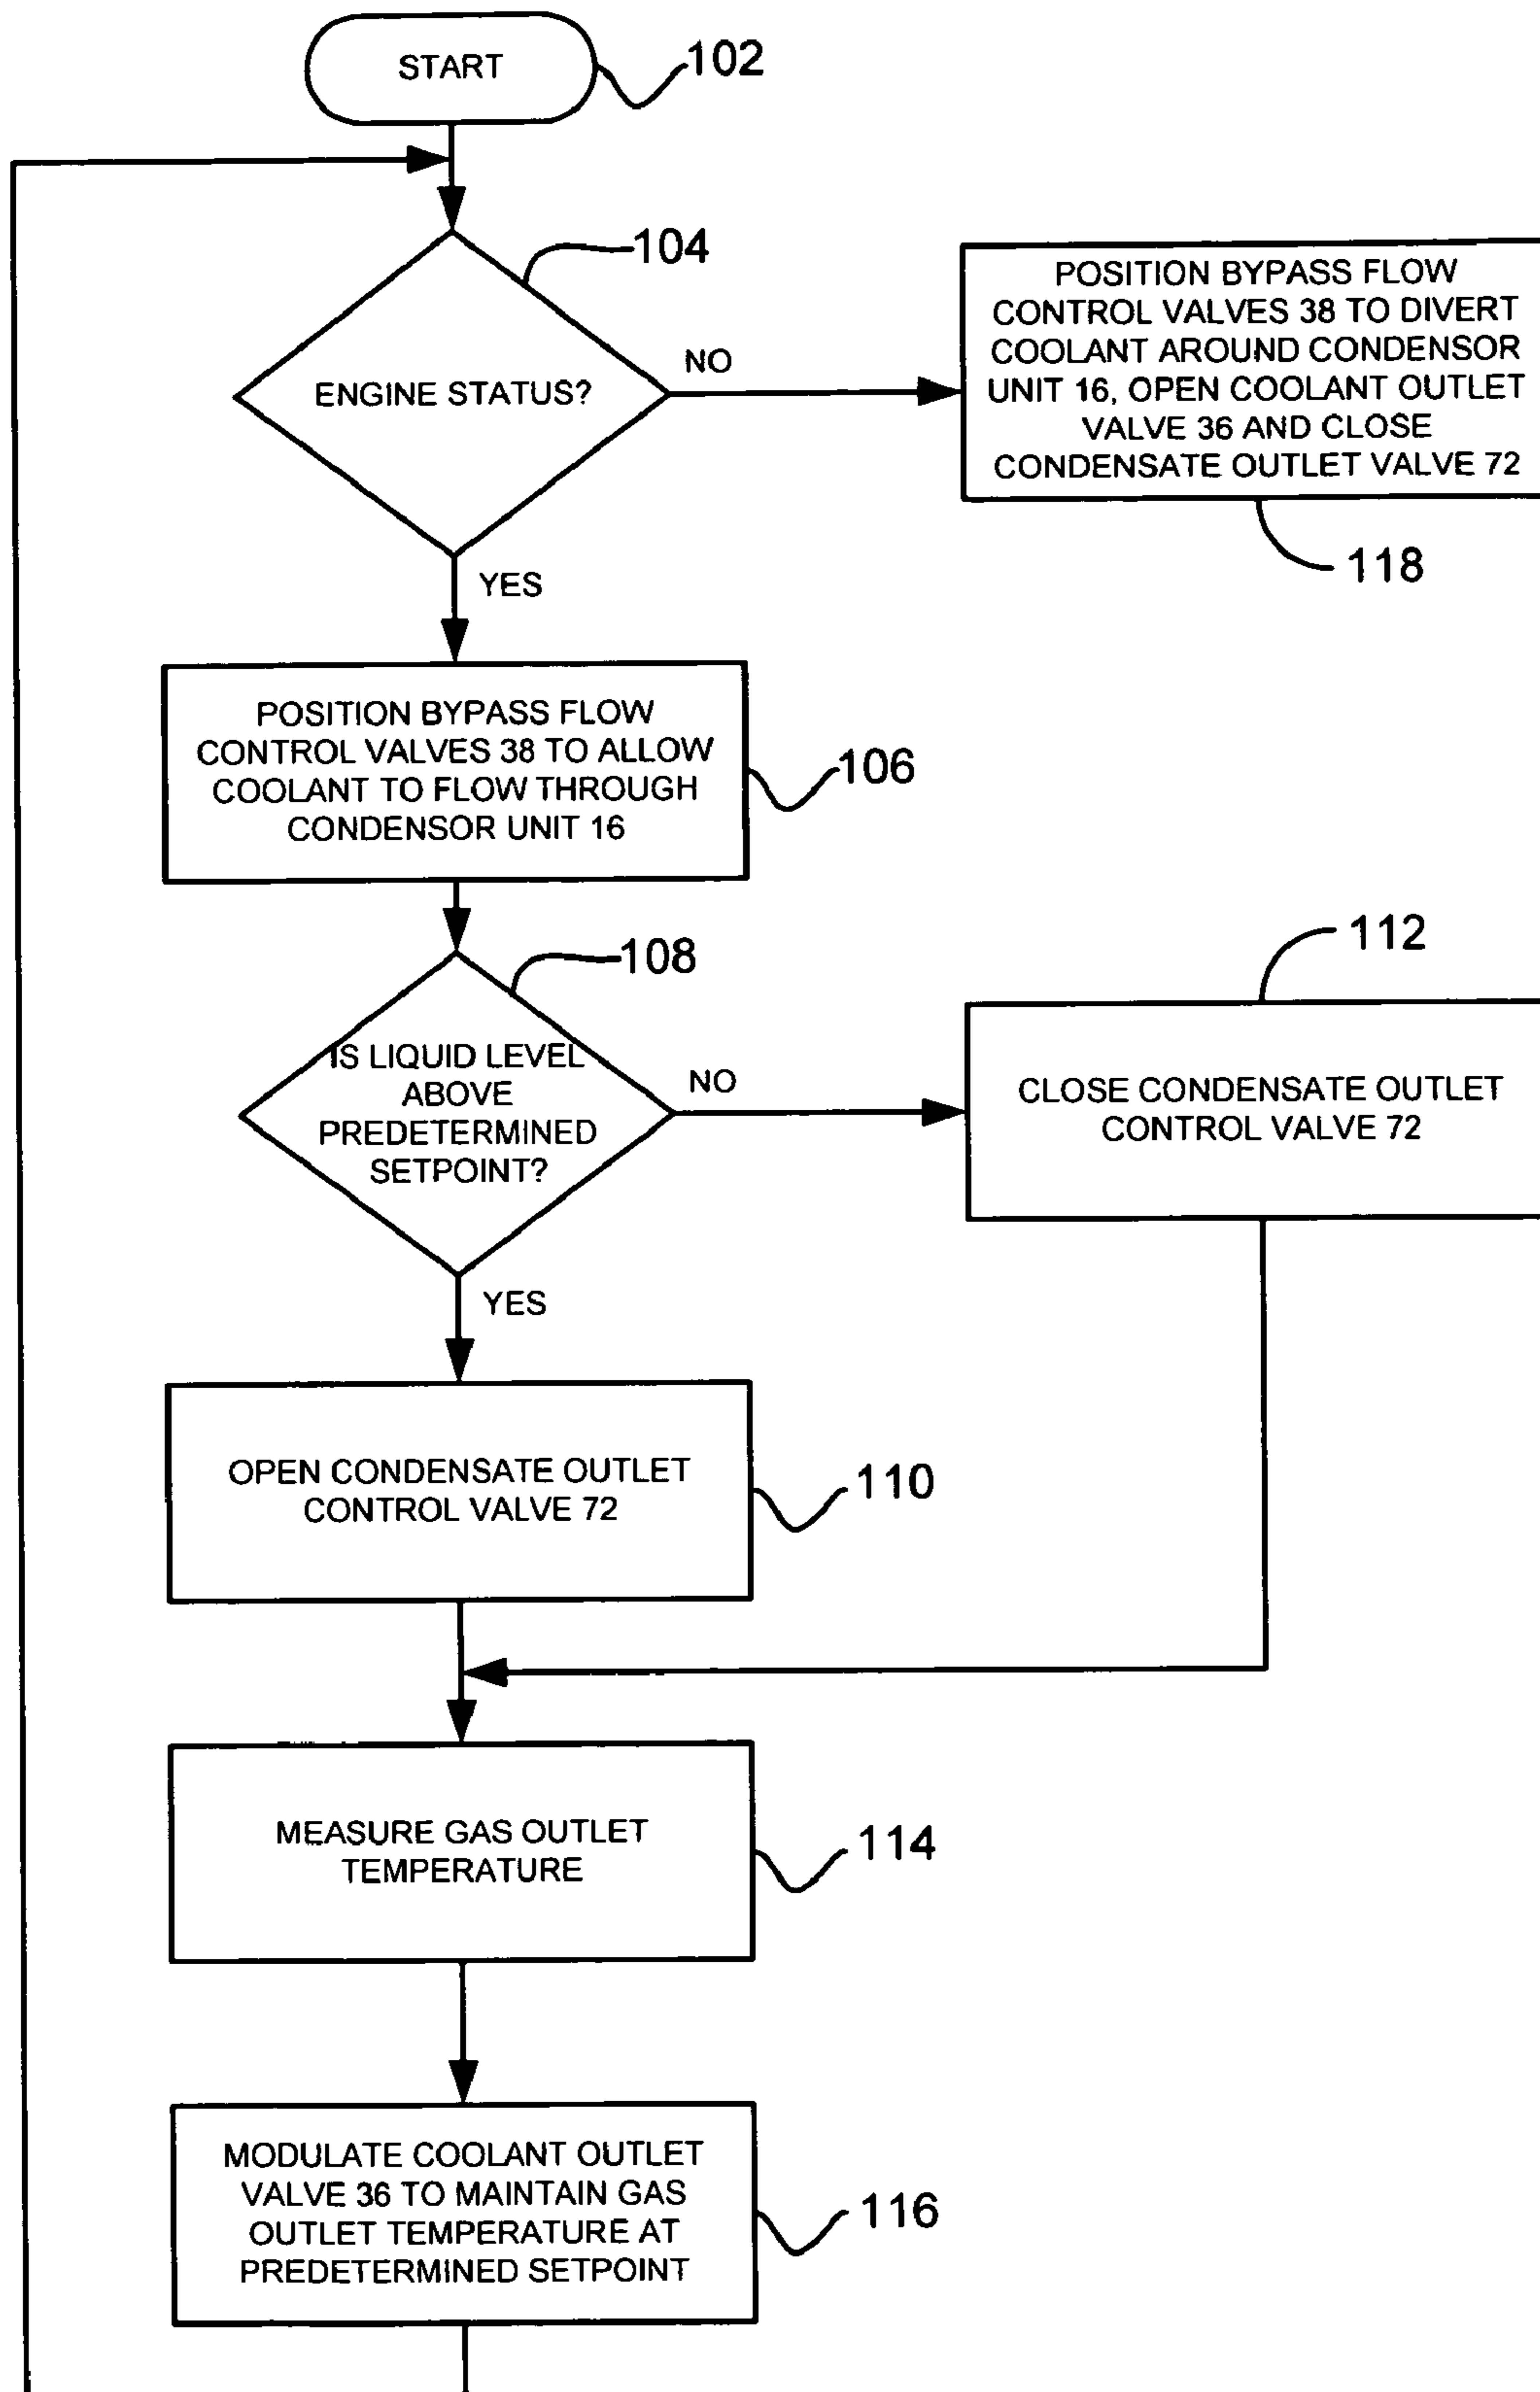 START
102
104
ENGINE STATUS?
NO
POSITION BYPASS FLOW
CONTROL VALVES 38 TO DIVERT
COOLANT AROUND CONDENSOR
UNIT 16, OPEN COOLANT OUTLET
VALVE 36 AND CLOSE
CONDENSATE OUTLET VALVE 72
118
YES
POSITION BYPASS FLOW
CONTROL VALVES 38 TO ALLOW
COOLANT TO FLOW THROUGH
CONDENSOR UNIT 16
106
108
IS LIQUID LEVEL
ABOVE
PREDETERMINED
SETPOINT?
NO
112
CLOSE CONDENSATE OUTLET
CONTROL VALVE 72
YES
OPEN CONDENSATE OUTLET
CONTROL VALVE 72
110
MEASURE GAS OUTLET
TEMPERATURE
114
MODULATE COOLANT OUTLET
VALVE 36 TO MAINTAIN GAS
OUTLET TEMPERATURE AT
PREDETERMINED SETPOINT
116